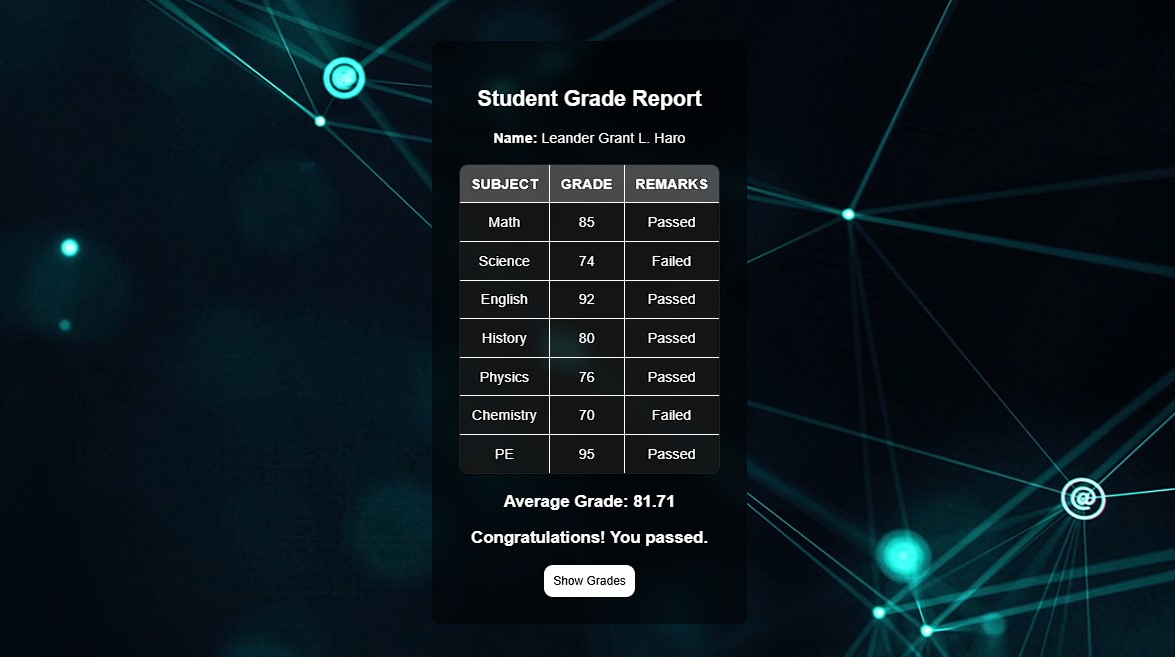 Student Grade Report
Name: Leander Grant L. Haro
SUBJECT GRADE REMARKS
Math 85 Passed
Science 74 Failed
English 92 Passed
History 80 Passed
Physics 76 Passed
Chemistry 70 Failed
PE 95 Passed
Average Grade: 81.71
Congratulations! You passed.
Show Grades
@